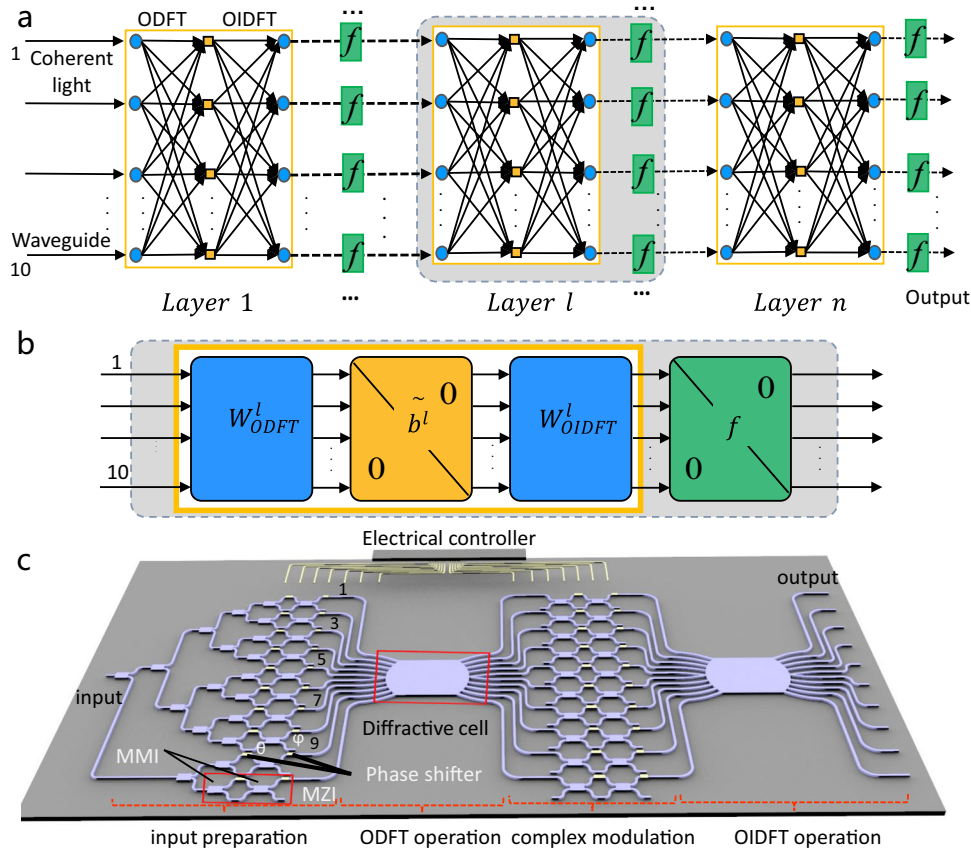 a
ODFT OIDFT
... ...
1 Coherent light
f f f
f f f
f f f
Waveguide
10
f f f
... ...
Layer 1 Layer l Layer n Output
b
1
W^l_ODFT 0 b̃^l 0 W^l_OIDFT 0 f 0
10
c
Electrical controller
output
1
3
5
input
7
Diffractive cell
9
θ φ
MMI
Phase shifter
MZI
input preparation ODFT operation complex modulation OIDFT operation